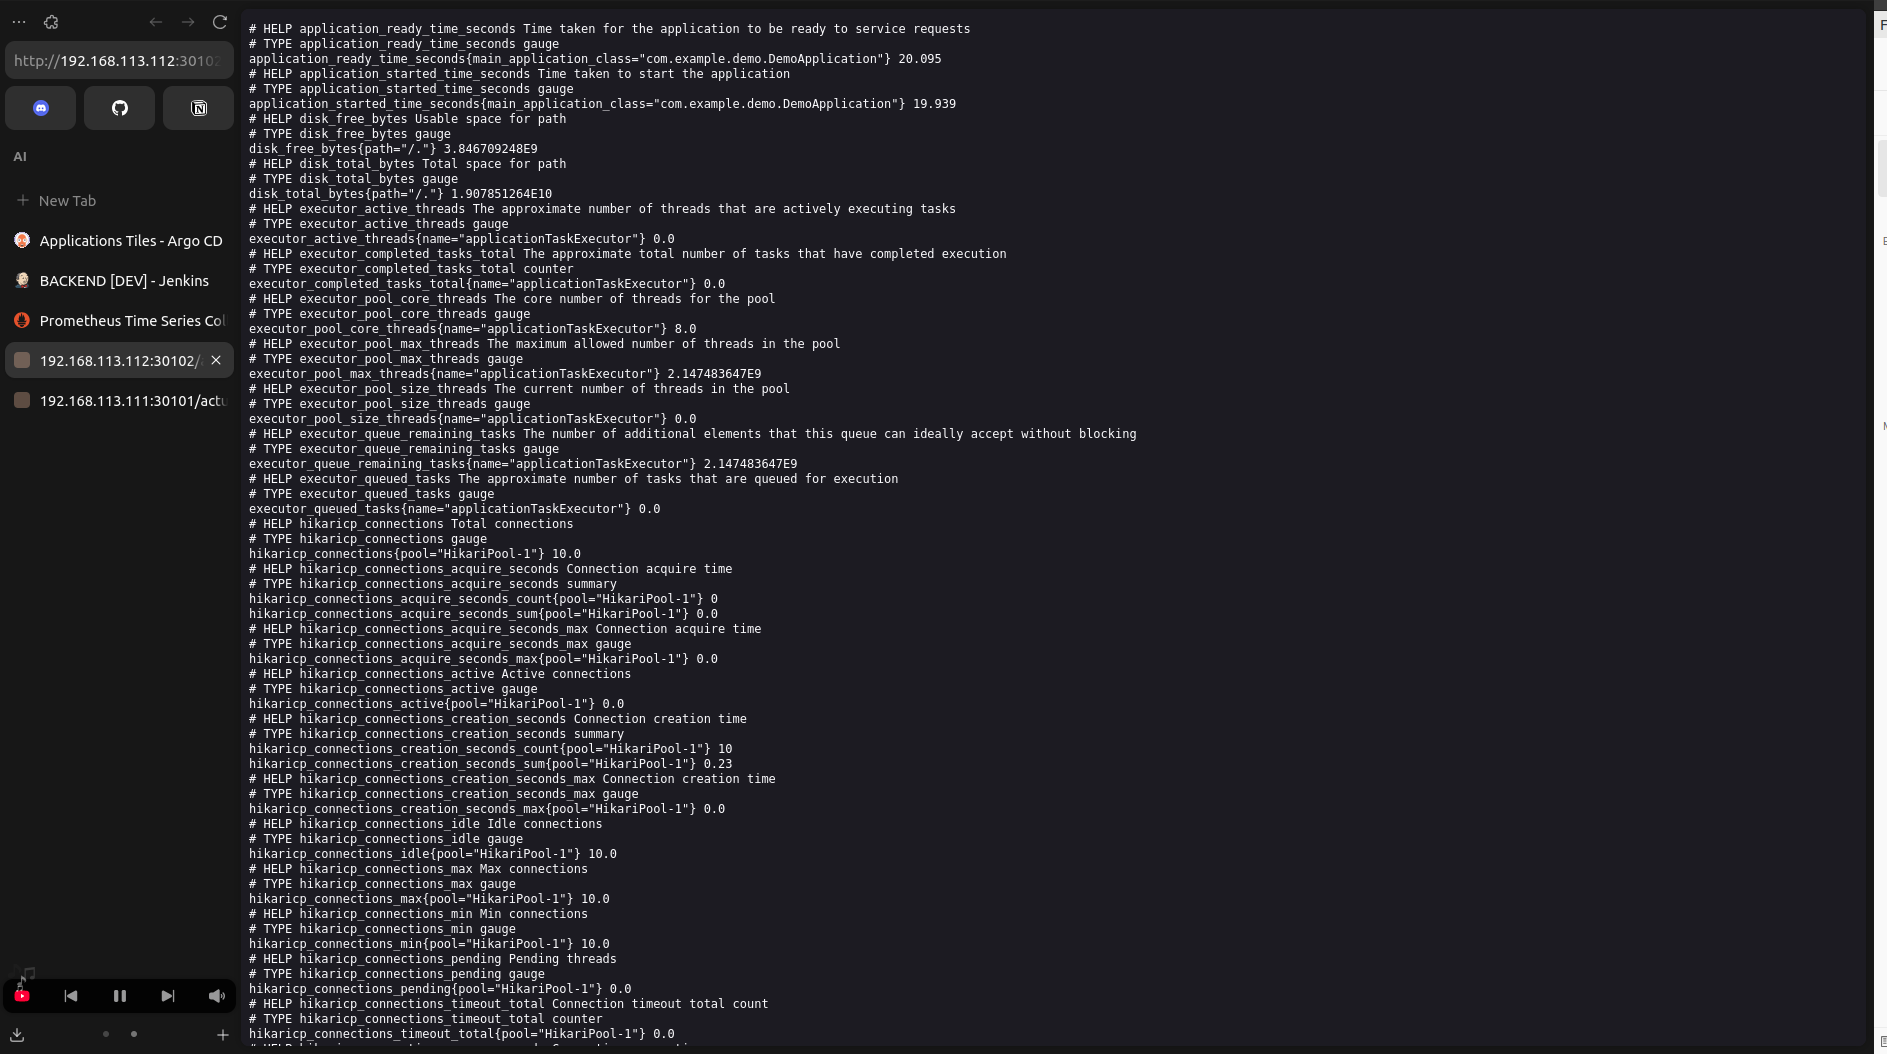 http://192.168.113.112:30102
AI
New Tab
Applications Tiles - Argo CD
BACKEND [DEV] - Jenkins
Prometheus Time Series Col
192.168.113.112:30102/
192.168.113.111:30101/actu
# HELP application_ready_time_seconds Time taken for the application to be ready to service requests
# TYPE application_ready_time_seconds gauge
application_ready_time_seconds{main_application_class="com.example.demo.DemoApplication"} 20.095
# HELP application_started_time_seconds Time taken to start the application
# TYPE application_started_time_seconds gauge
application_started_time_seconds{main_application_class="com.example.demo.DemoApplication"} 19.939
# HELP disk_free_bytes Usable space for path
# TYPE disk_free_bytes gauge
disk_free_bytes{path="/."} 3.846709248E9
# HELP disk_total_bytes Total space for path
# TYPE disk_total_bytes gauge
disk_total_bytes{path="/."} 1.907851264E10
# HELP executor_active_threads The approximate number of threads that are actively executing tasks
# TYPE executor_active_threads gauge
executor_active_threads{name="applicationTaskExecutor"} 0.0
# HELP executor_completed_tasks_total The approximate total number of tasks that have completed execution
# TYPE executor_completed_tasks_total counter
executor_completed_tasks_total{name="applicationTaskExecutor"} 0.0
# HELP executor_pool_core_threads The core number of threads for the pool
# TYPE executor_pool_core_threads gauge
executor_pool_core_threads{name="applicationTaskExecutor"} 8.0
# HELP executor_pool_max_threads The maximum allowed number of threads in the pool
# TYPE executor_pool_max_threads gauge
executor_pool_max_threads{name="applicationTaskExecutor"} 2.147483647E9
# HELP executor_pool_size_threads The current number of threads in the pool
# TYPE executor_pool_size_threads gauge
executor_pool_size_threads{name="applicationTaskExecutor"} 0.0
# HELP executor_queue_remaining_tasks The number of additional elements that this queue can ideally accept without blocking
# TYPE executor_queue_remaining_tasks gauge
executor_queue_remaining_tasks{name="applicationTaskExecutor"} 2.147483647E9
# HELP executor_queued_tasks The approximate number of tasks that are queued for execution
# TYPE executor_queued_tasks gauge
executor_queued_tasks{name="applicationTaskExecutor"} 0.0
# HELP hikaricp_connections Total connections
# TYPE hikaricp_connections gauge
hikaricp_connections{pool="HikariPool-1"} 10.0
# HELP hikaricp_connections_acquire_seconds Connection acquire time
# TYPE hikaricp_connections_acquire_seconds summary
hikaricp_connections_acquire_seconds_count{pool="HikariPool-1"} 0
hikaricp_connections_acquire_seconds_sum{pool="HikariPool-1"} 0.0
# HELP hikaricp_connections_acquire_seconds_max Connection acquire time
# TYPE hikaricp_connections_acquire_seconds_max gauge
hikaricp_connections_acquire_seconds_max{pool="HikariPool-1"} 0.0
# HELP hikaricp_connections_active Active connections
# TYPE hikaricp_connections_active gauge
hikaricp_connections_active{pool="HikariPool-1"} 0.0
# HELP hikaricp_connections_creation_seconds Connection creation time
# TYPE hikaricp_connections_creation_seconds summary
hikaricp_connections_creation_seconds_count{pool="HikariPool-1"} 10
hikaricp_connections_creation_seconds_sum{pool="HikariPool-1"} 0.23
# HELP hikaricp_connections_creation_seconds_max Connection creation time
# TYPE hikaricp_connections_creation_seconds_max gauge
hikaricp_connections_creation_seconds_max{pool="HikariPool-1"} 0.0
# HELP hikaricp_connections_idle Idle connections
# TYPE hikaricp_connections_idle gauge
hikaricp_connections_idle{pool="HikariPool-1"} 10.0
# HELP hikaricp_connections_max Max connections
# TYPE hikaricp_connections_max gauge
hikaricp_connections_max{pool="HikariPool-1"} 10.0
# HELP hikaricp_connections_min Min connections
# TYPE hikaricp_connections_min gauge
hikaricp_connections_min{pool="HikariPool-1"} 10.0
# HELP hikaricp_connections_pending Pending threads
# TYPE hikaricp_connections_pending gauge
hikaricp_connections_pending{pool="HikariPool-1"} 0.0
# HELP hikaricp_connections_timeout_total Connection timeout total count
# TYPE hikaricp_connections_timeout_total counter
hikaricp_connections_timeout_total{pool="HikariPool-1"} 0.0